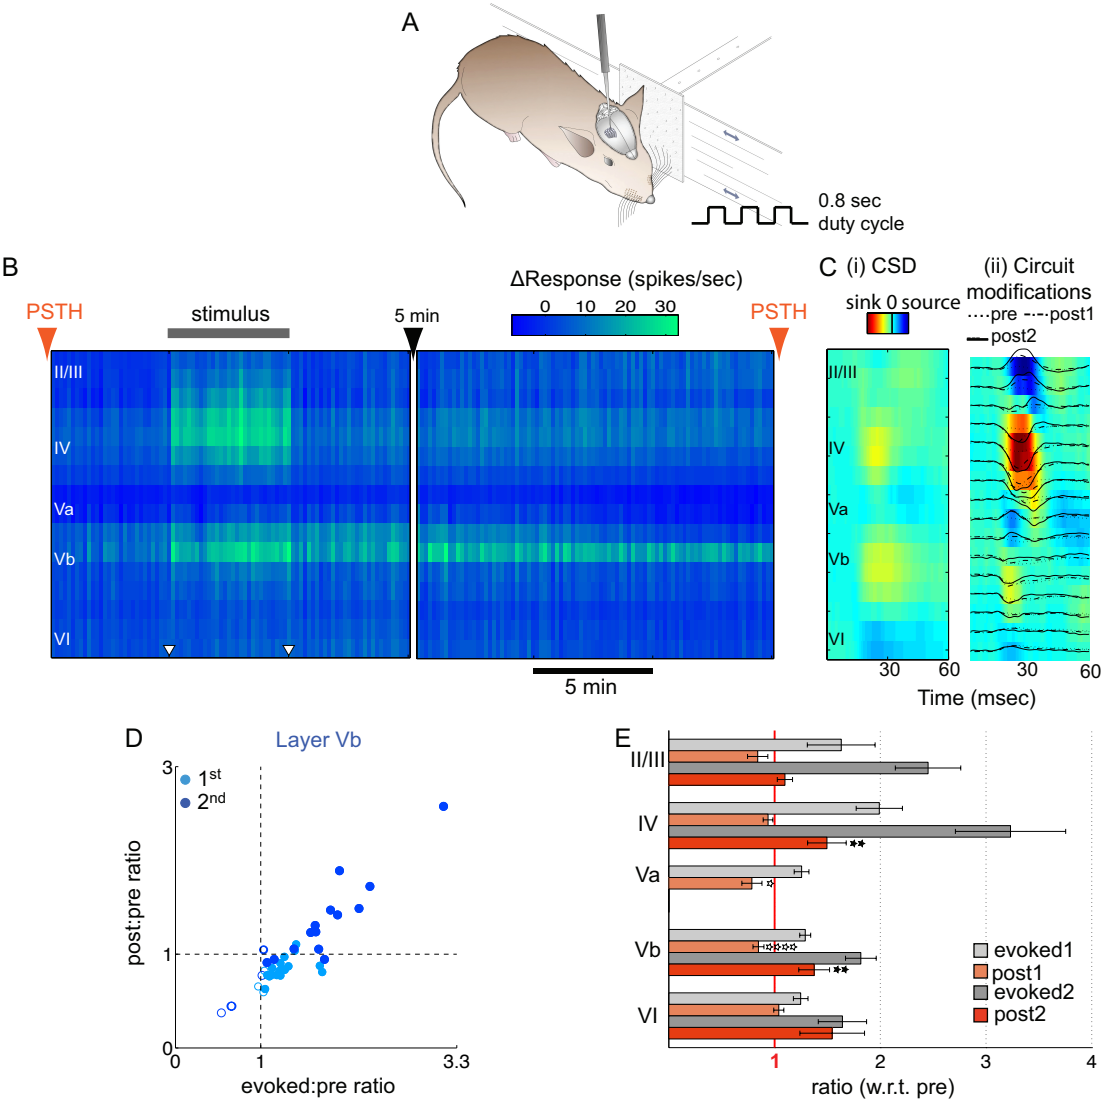 A
0.8 sec
duty cycle
B
PSTH
stimulus
5 min
ΔResponse (spikes/sec)
0 10 20 30
PSTH
II/III
IV
Va
Vb
VI
5 min
C (i) CSD
sink 0 source
(ii) Circuit
modifications
pre post1
post2
II/III
IV
Va
Vb
VI
30 60
30 60
Time (msec)
D
Layer Vb
1st
2nd
3
1
0
0 1 3.3
post:pre ratio
evoked:pre ratio
E
II/III
IV
Va
Vb
VI
evoked1
post1
evoked2
post2
1 2 3 4
ratio (w.r.t. pre)